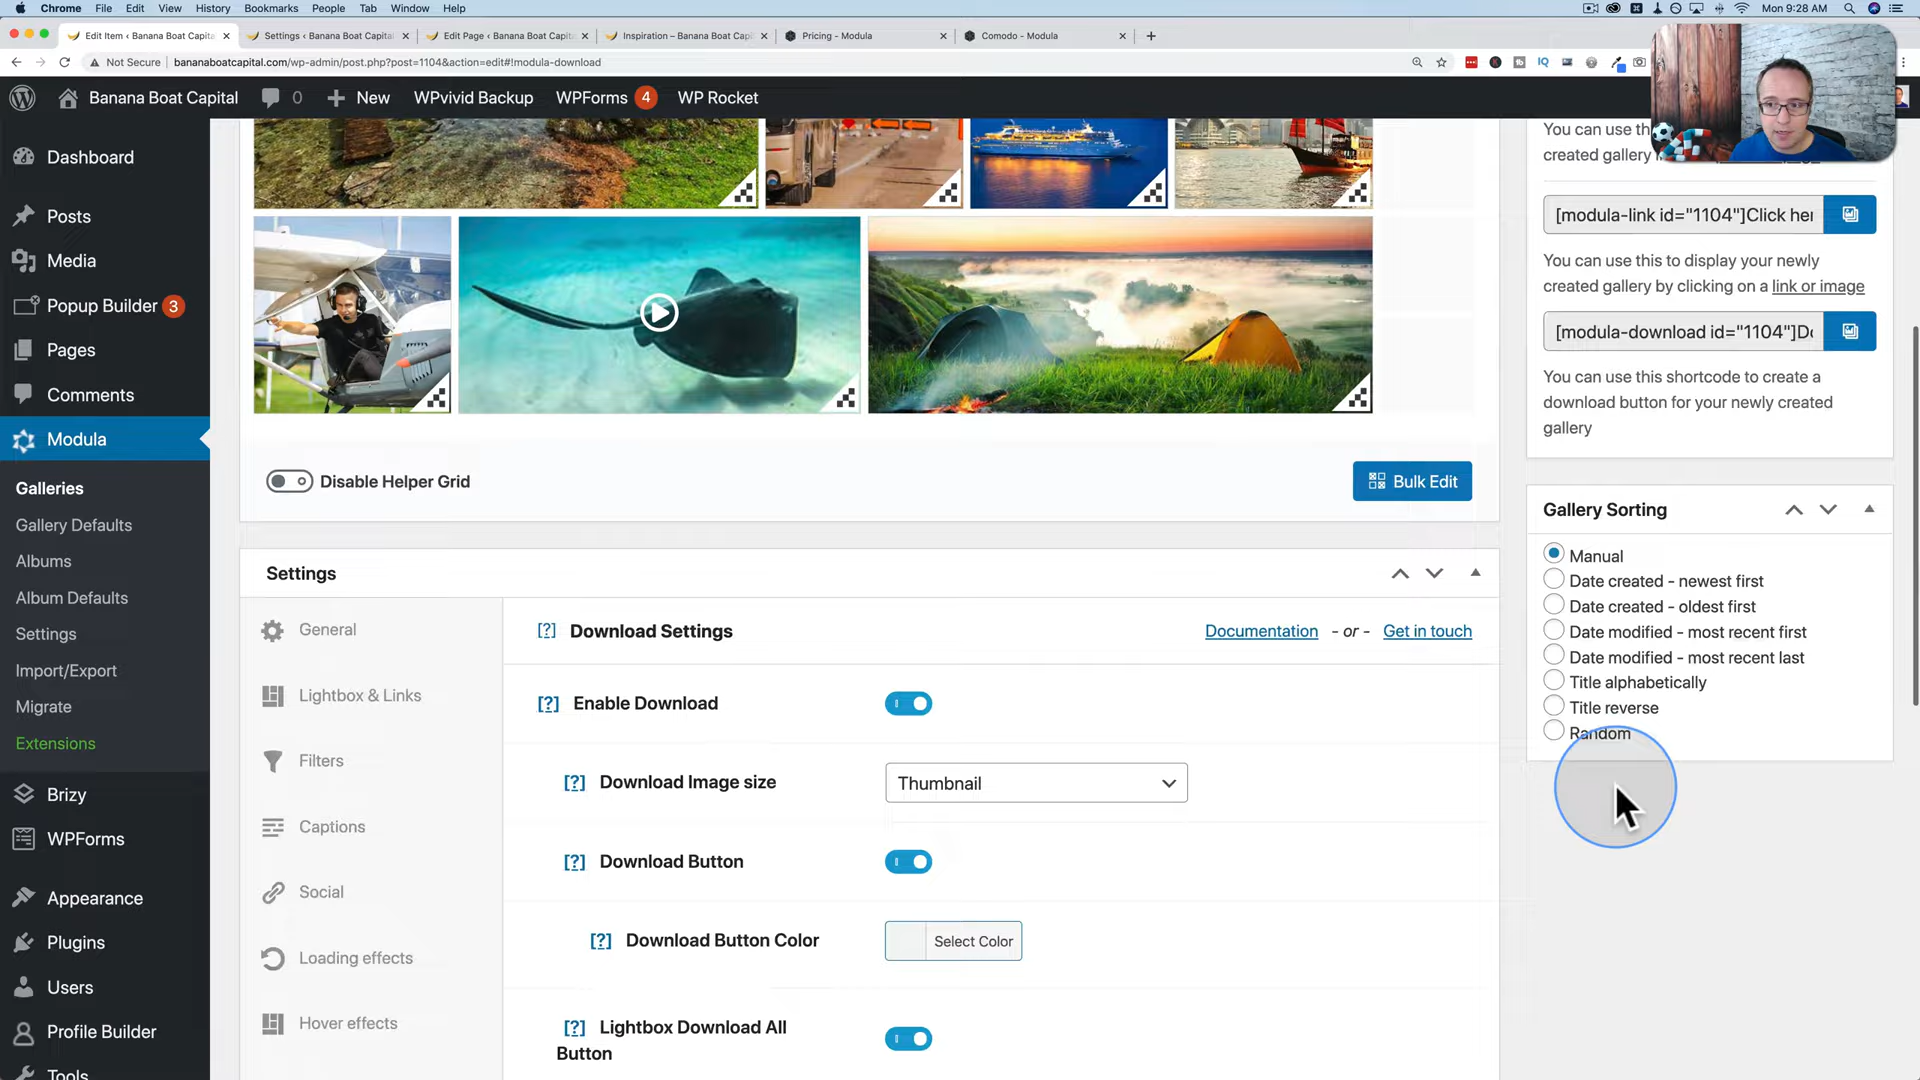 Chrome File Edit View History Bookmarks People Tab Window Help Mon 9:28 AM
Edit Item ‹ Banana Boat Capita Settings ‹ Banana Boat Capital Edit Page ‹ Banana Boat Capita Inspiration – Banana Boat Capi Pricing - Modula Comodo - Modula
Not Secure bananaboatcapital.com/wp-admin/post.php?post=1104&action=edit#!modula-download
Banana Boat Capital 0 New WPvivid Backup WPForms 4 WP Rocket
Dashboard
Posts
Media
Popup Builder 3
Pages
Comments
Modula
Galleries
Gallery Defaults
Albums
Album Defaults
Settings
Import/Export
Migrate
Extensions
Brizy
WPForms
Appearance
Plugins
Users
Profile Builder
Tools
Disable Helper Grid
Bulk Edit
Settings
General
Lightbox & Links
Filters
Captions
Social
Loading effects
Hover effects
[?] Download Settings Documentation - or - Get in touch
[?] Enable Download
[?] Download Image size Thumbnail
[?] Download Button
[?] Download Button Color Select Color
[?] Lightbox Download All
Button
You can use th
created gallery
[modula-link id="1104"]Click her
You can use this to display your newly
created gallery by clicking on a link or image
[modula-download id="1104"]Do
You can use this shortcode to create a
download button for your newly created
gallery
Gallery Sorting
Manual
Date created - newest first
Date created - oldest first
Date modified - most recent first
Date modified - most recent last
Title alphabetically
Title reverse
Random